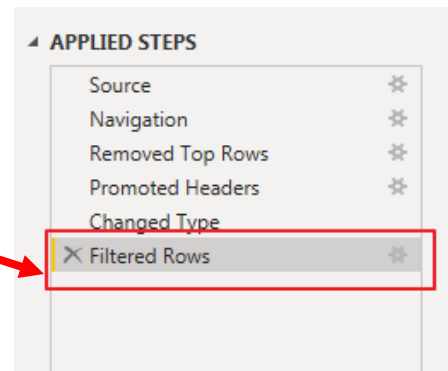 APPLIED STEPS
Source
Navigation
Removed Top Rows
Promoted Headers
Changed Type
Filtered Rows